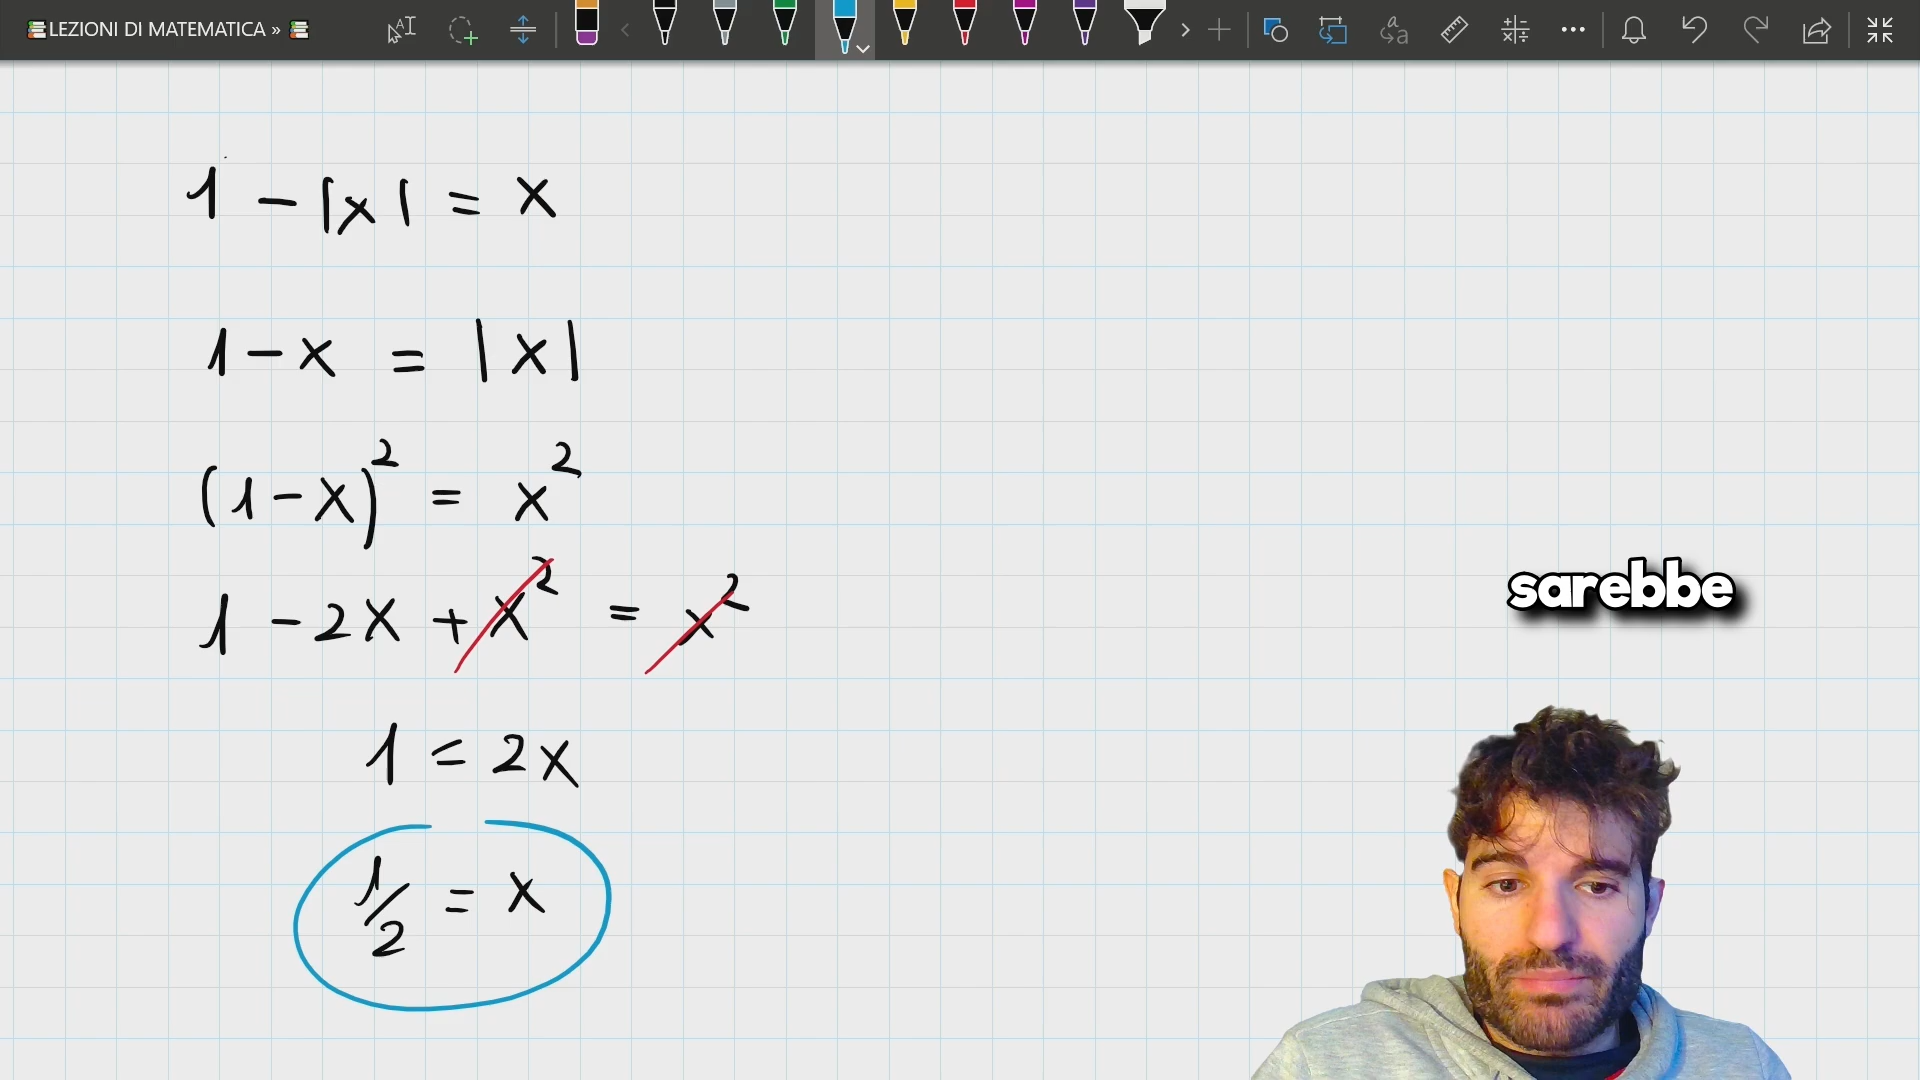 LEZIONI DI MATEMATICA »
1 - |x| = x
1 - x = |x|
(1 - x)² = x²
1 - 2x + x² = x²
sarebbe
1 = 2x
1/2 = x